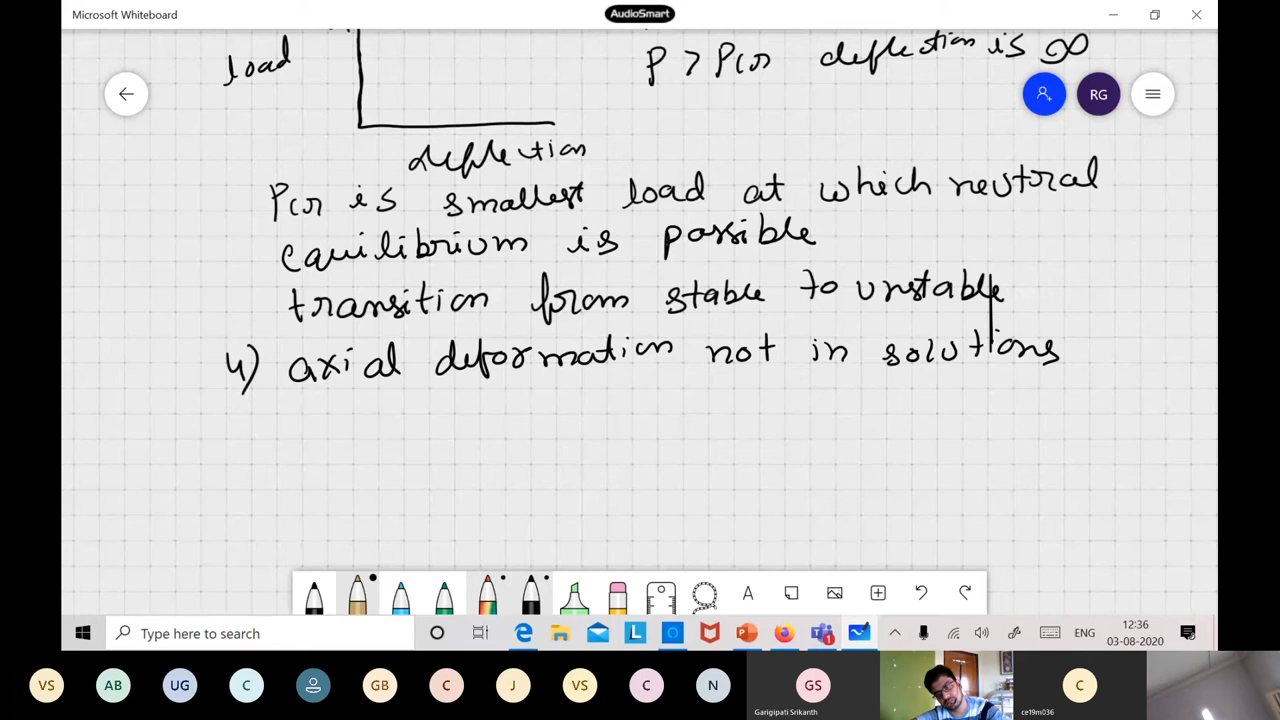 Microsoft Whiteboard
AudioSmart
load
P > Pcr deflection is ∞
RG
deflection
Pcr is smallest load at which neutral
equilibrium is possible
transition from stable to unstable
4) axial deformation not in solutions
A
Type here to search
L
1
ENG
12:36
03-08-2020
VS
AB
UG
C
GB
C
J
VS
C
N
GS
Garigipati Srikanth
ce19m036
C